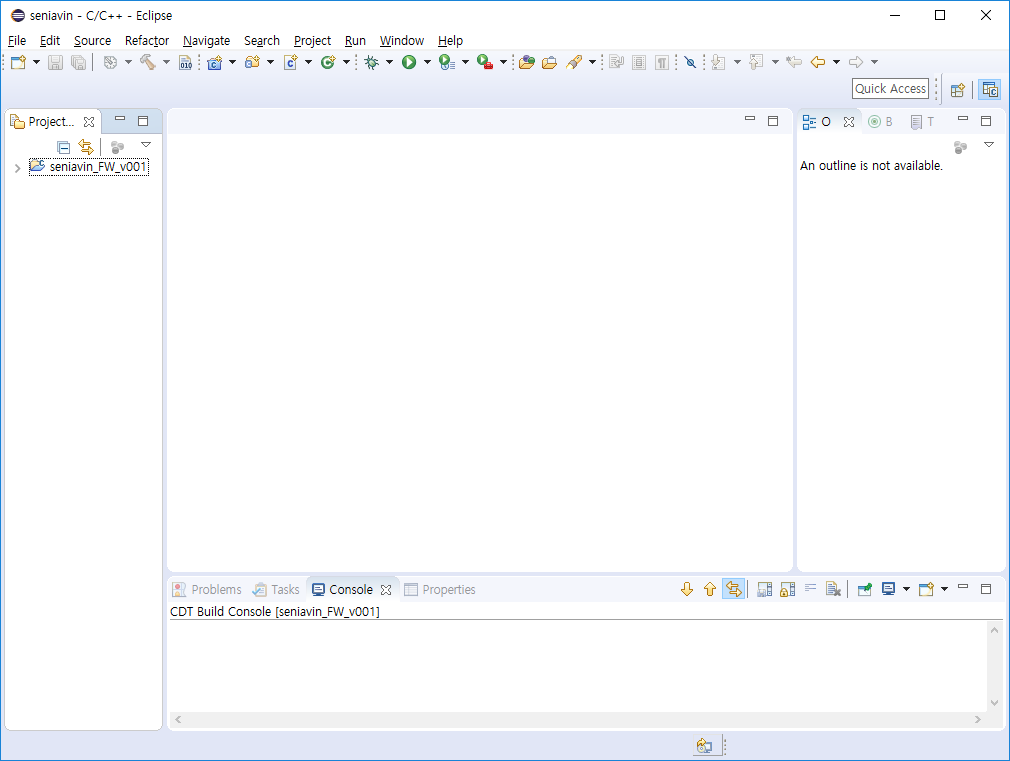 seniavin - C/C++ - Eclipse
File Edit Source Refactor Navigate Search Project Run Window Help
010
Quick Access
Project...
O B T
seniavin_FW_v001
An outline is not available.
Problems Tasks Console Properties
CDT Build Console [seniavin_FW_v001]